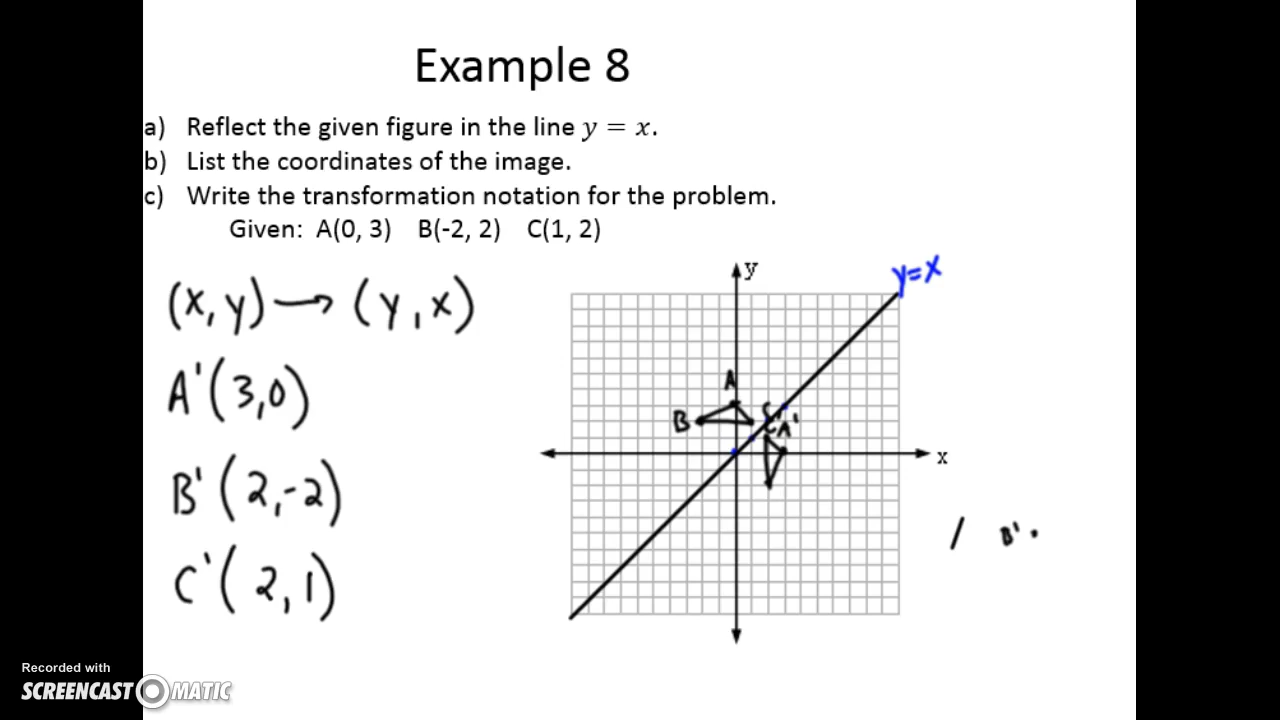 Example 8
a) Reflect the given figure in the line y = x.
b) List the coordinates of the image.
c) Write the transformation notation for the problem.
Given: A(0, 3) B(-2, 2) C(1, 2)
(x, y) → (y, x)
A'(3,0)
B'(2,-2)
C'(2,1)
y
y=x
A
B
C
C'
A'
x
B'
Recorded with
SCREENCAST O MATIC